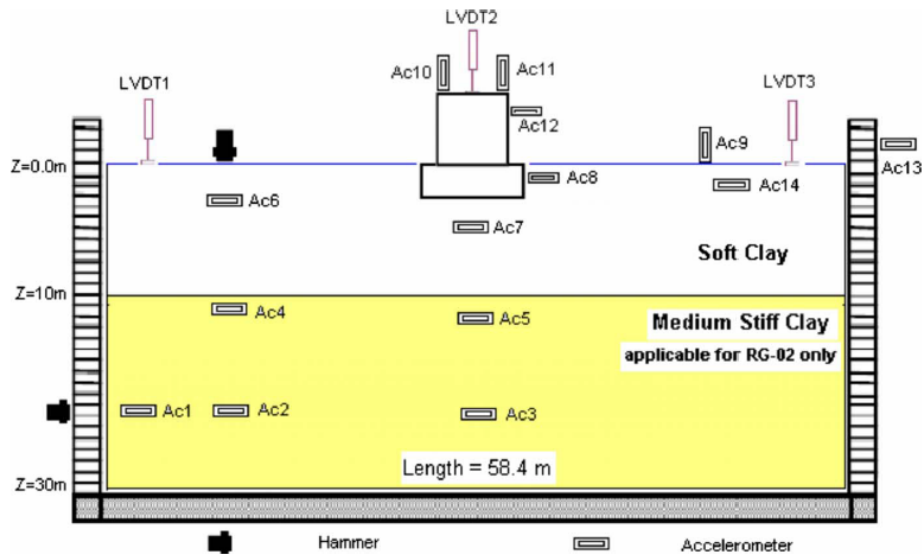 LVDT2
Ac10
Ac11
LVDT1
LVDT3
Ac12
Ac9
Z=0.0m
Ac13
Ac8
Ac14
Ac6
Ac7
Soft Clay
Z=10m
Ac4
Ac5
Medium Stiff Clay
applicable for RG-02 only
Ac1
Ac2
Ac3
Length = 58.4 m
Z=30m
Hammer
Accelerometer